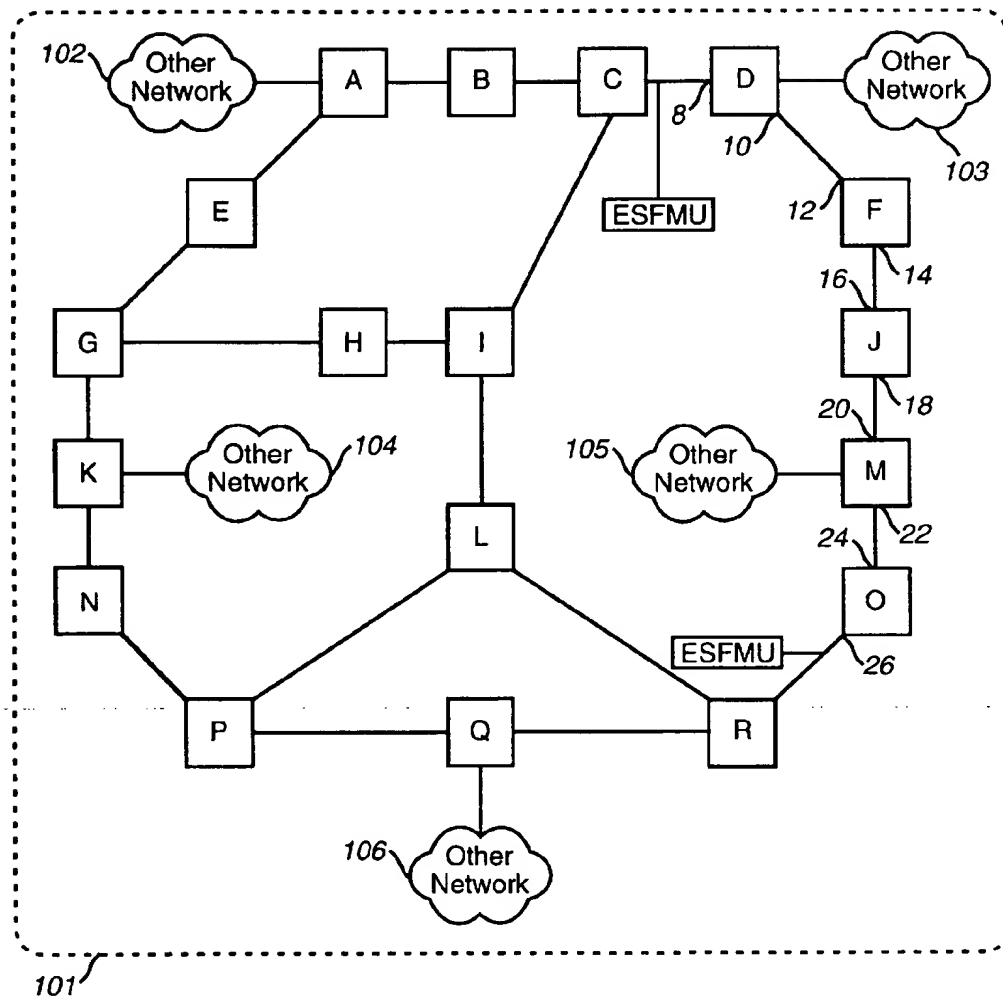 102
Other
Network
A
B
C
D
8
10
Other
Network
103
ESFMU
E
12
F
14
16
G
H
I
J
18
20
K
Other
Network
104
105
Other
Network
M
22
24
L
N
O
ESFMU
26
P
Q
R
106
Other
Network
101